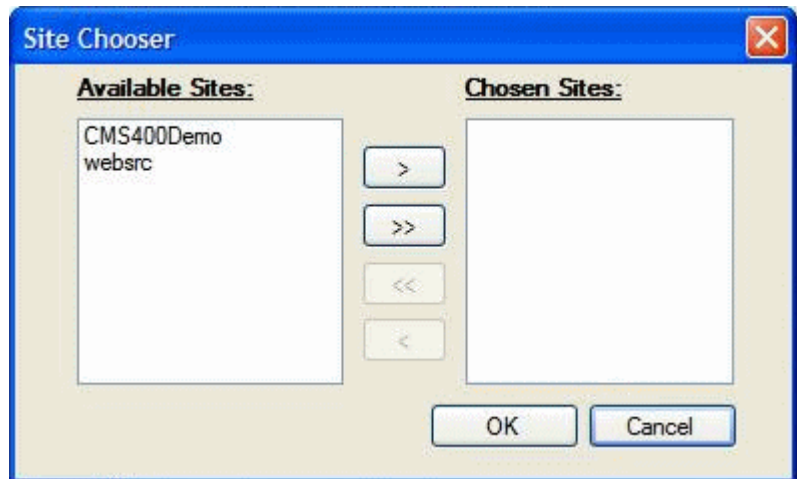 Site Chooser
Available Sites:
Chosen Sites:
CMS400Demo
websrc
>
>>
<<
<
OK
Cancel